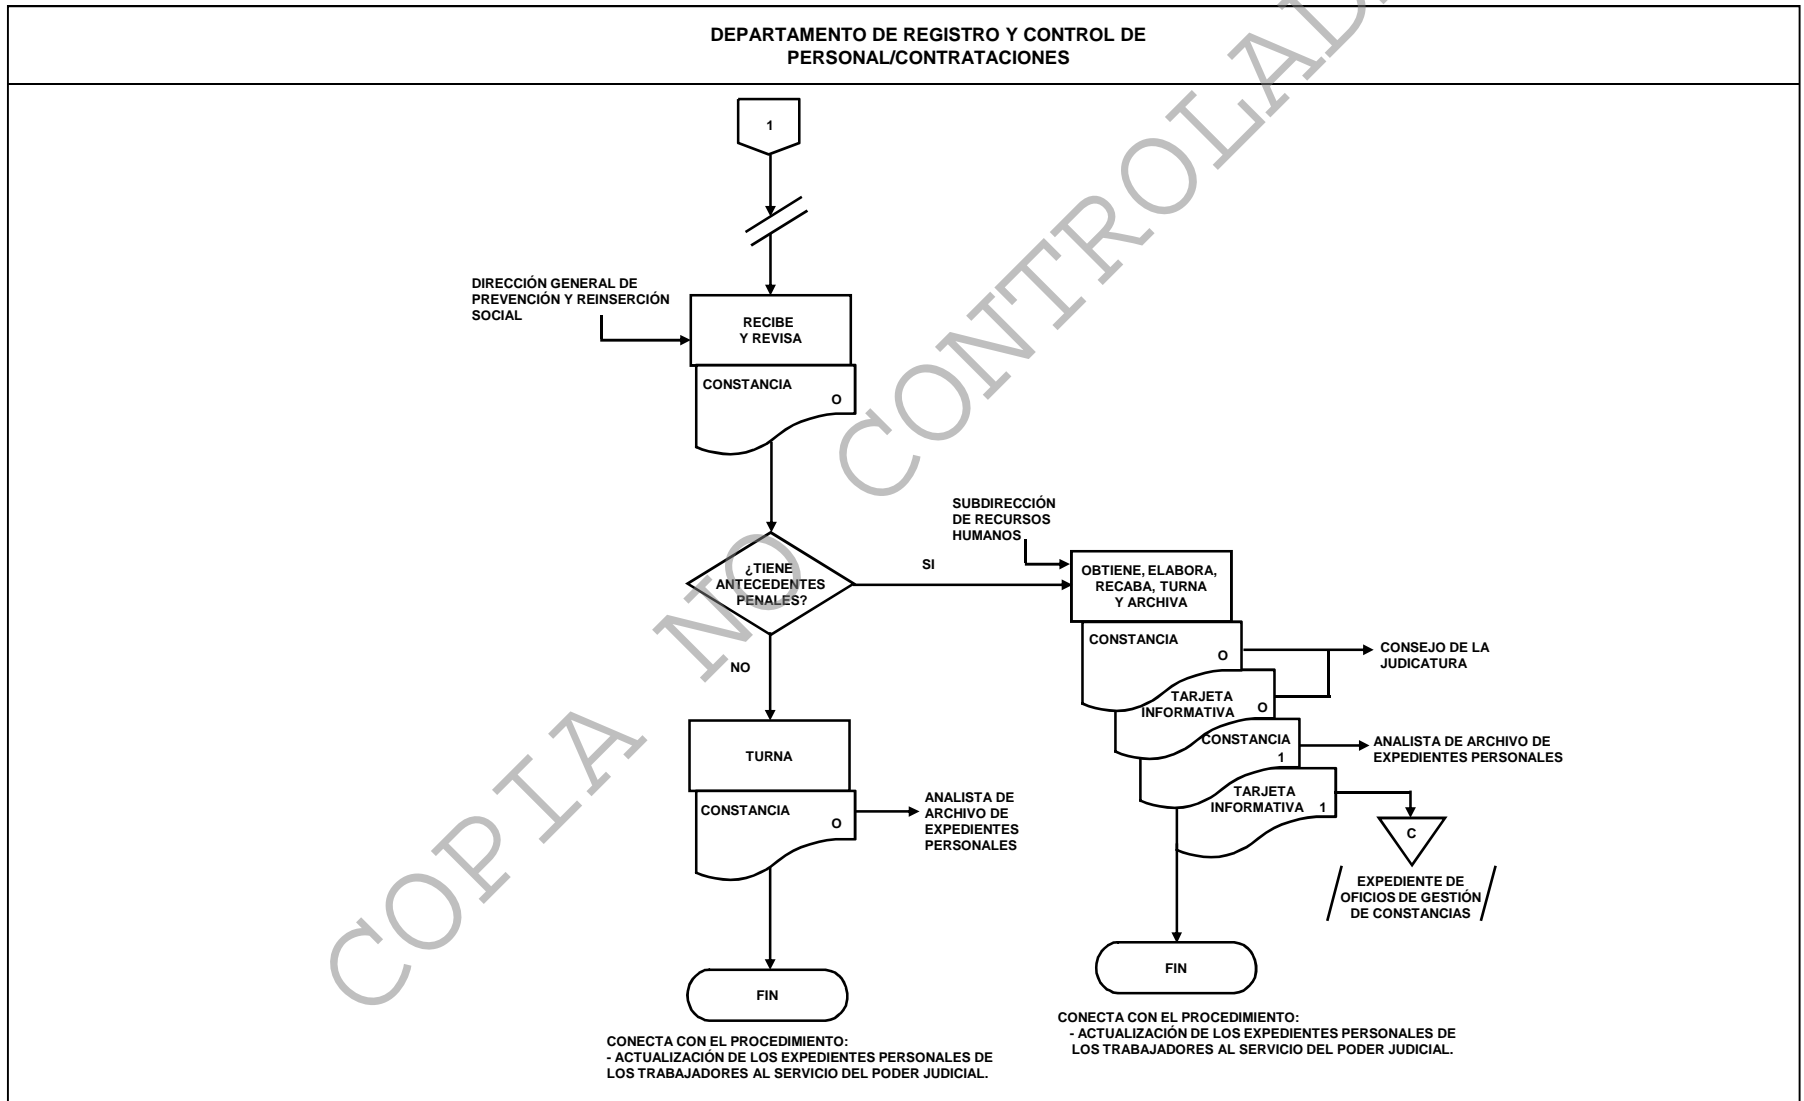 DEPARTAMENTO DE REGISTRO Y CONTROL DE
PERSONAL/CONTRATACIONES
1
DIRECCIÓN GENERAL DE
PREVENCIÓN Y REINSERCIÓN
SOCIAL
RECIBE
Y REVISA
CONSTANCIA
O
¿TIENE
ANTECEDENTES
PENALES?
SI
NO
SUBDIRECCIÓN
DE RECURSOS
HUMANOS
OBTIENE, ELABORA,
RECABA, TURNA
Y ARCHIVA
CONSTANCIA
O
CONSEJO DE LA
JUDICATURA
TARJETA
INFORMATIVA O
CONSTANCIA
1
ANALISTA DE ARCHIVO DE
EXPEDIENTES PERSONALES
TARJETA
INFORMATIVA 1
C
EXPEDIENTE DE
OFICIOS DE GESTIÓN
DE CONSTANCIAS
FIN
CONECTA CON EL PROCEDIMIENTO:
- ACTUALIZACIÓN DE LOS EXPEDIENTES PERSONALES DE
LOS TRABAJADORES AL SERVICIO DEL PODER JUDICIAL.
TURNA
CONSTANCIA
O
ANALISTA DE
ARCHIVO DE
EXPEDIENTES
PERSONALES
FIN
CONECTA CON EL PROCEDIMIENTO:
- ACTUALIZACIÓN DE LOS EXPEDIENTES PERSONALES DE
LOS TRABAJADORES AL SERVICIO DEL PODER JUDICIAL.
COPIA NO CONTROLAD